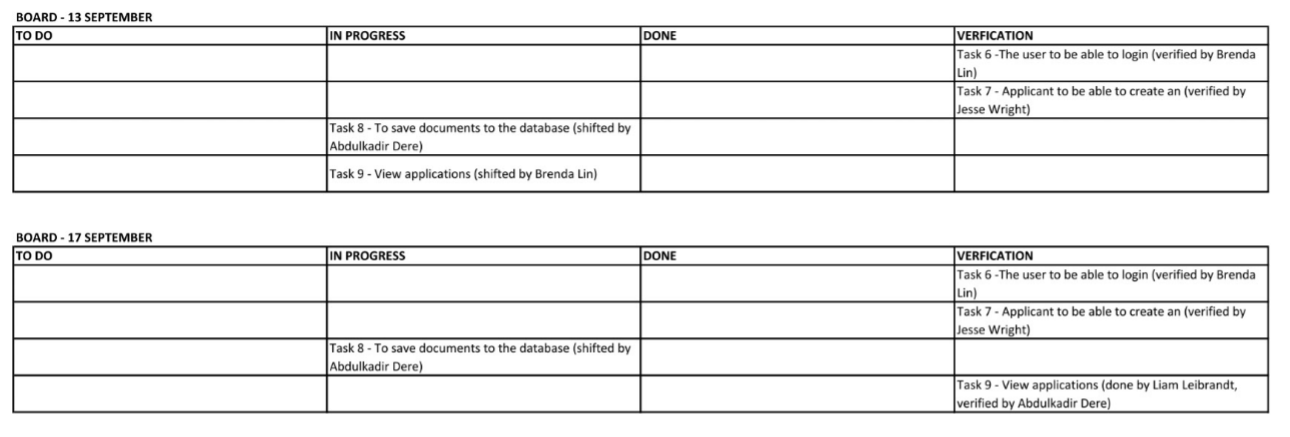 BOARD - 13 SEPTEMBER
TO DO IN PROGRESS DONE VERFICATION
Task 6 -The user to be able to login (verified by Brenda
Lin)
Task 7 - Applicant to be able to create an (verified by
Jesse Wright)
Task 8 - To save documents to the database (shifted by
Abdulkadir Dere)
Task 9 - View applications (shifted by Brenda Lin)
BOARD - 17 SEPTEMBER
TO DO IN PROGRESS DONE VERFICATION
Task 6 -The user to be able to login (verified by Brenda
Lin)
Task 7 - Applicant to be able to create an (verified by
Jesse Wright)
Task 8 - To save documents to the database (shifted by
Abdulkadir Dere)
Task 9 - View applications (done by Liam Leibrandt,
verified by Abdulkadir Dere)